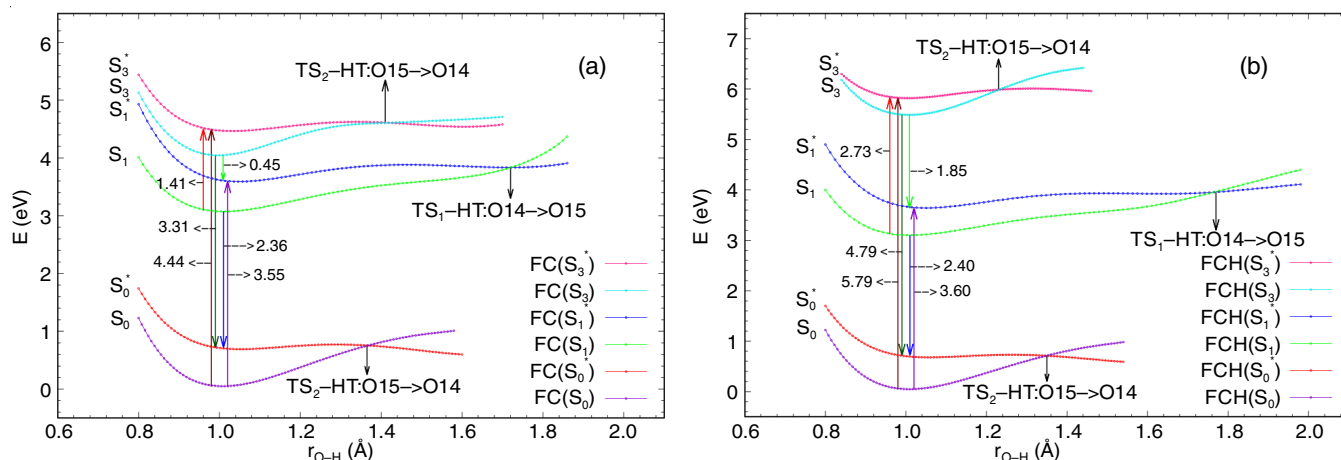 (a)
E (eV)
6
5
4
3
2
1
0
S₃*
S₃
S₁*
S₁
S₀*
S₀
TS₂–HT:O15–>O14
0.45
1.41
TS₁–HT:O14–>O15
3.31
2.36
4.44
3.55
TS₂–HT:O15–>O14
FC(S₃*)
FC(S₃)
FC(S₁*)
FC(S₁)
FC(S₀*)
FC(S₀)
0.6 0.8 1.0 1.2 1.4 1.6 1.8 2.0
r_O–H (Å)
(b)
E (eV)
7
6
5
4
3
2
1
0
S₃*
S₃
S₁*
S₁
S₀*
S₀
TS₂–HT:O15–>O14
2.73
1.85
TS₁–HT:O14–>O15
4.79
2.40
5.79
3.60
TS₂–HT:O15–>O14
FCH(S₃*)
FCH(S₃)
FCH(S₁*)
FCH(S₁)
FCH(S₀*)
FCH(S₀)
0.6 0.8 1.0 1.2 1.4 1.6 1.8 2.0
r_O–H (Å)